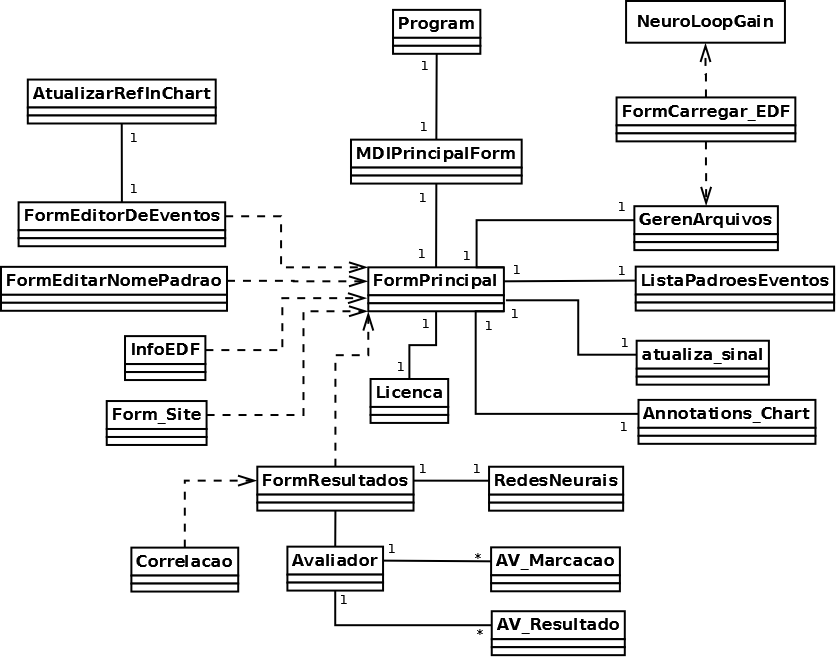 Program
NeuroLoopGain
1
AtualizarRefInChart
FormCarregar_EDF
1
1
MDIPrincipalForm
1
1
1
FormEditorDeEventos
GerenArquivos
1
1
FormEditarNomePadrao
FormPrincipal
1
1
ListaPadroesEventos
1
1
1
InfoEDF
1
atualiza_sinal
1
Licenca
Form_Site
Annotations_Chart
1
FormResultados
1
1
RedesNeurais
Correlacao
Avaliador
1
*
AV_Marcacao
1
*
AV_Resultado